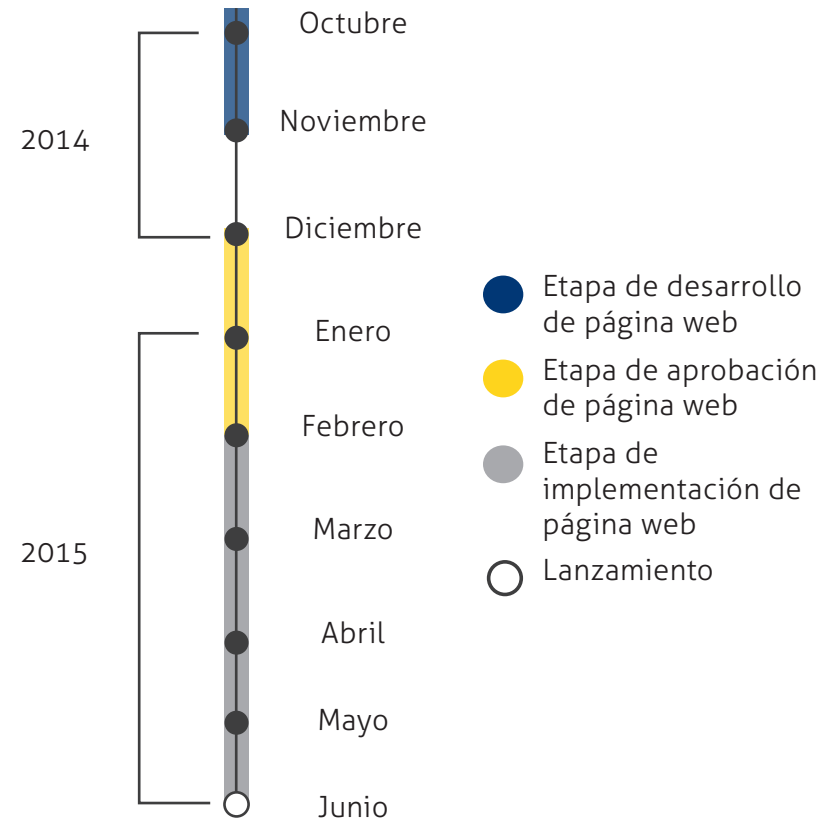 Octubre
Noviembre
2014
Diciembre
Enero
Febrero
Marzo
2015
Abril
Mayo
Junio
Etapa de desarrollo
de página web
Etapa de aprobación
de página web
Etapa de
implementación de
página web
Lanzamiento